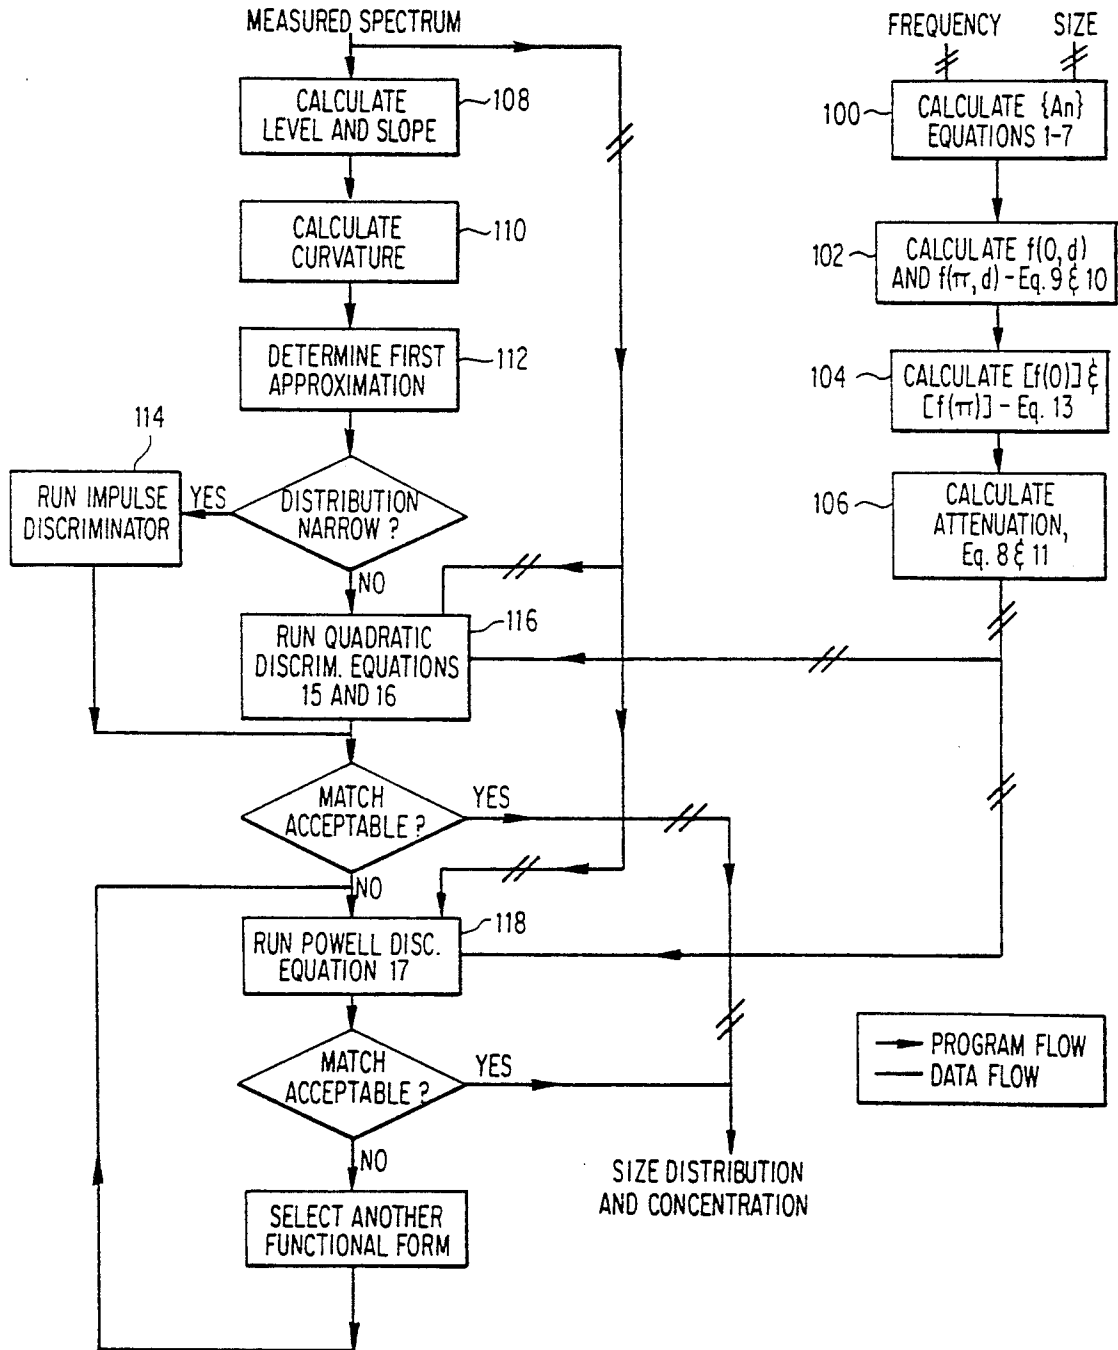 MEASURED SPECTRUM
CALCULATE
LEVEL AND SLOPE
108
CALCULATE
CURVATURE
110
DETERMINE FIRST
APPROXIMATION
112
114
RUN IMPULSE
DISCRIMINATOR
YES
DISTRIBUTION
NARROW ?
NO
RUN QUADRATIC
DISCRIM. EQUATIONS
15 AND 16
116
MATCH
ACCEPTABLE ?
YES
NO
RUN POWELL DISC.
EQUATION 17
118
MATCH
ACCEPTABLE ?
YES
NO
SELECT ANOTHER
FUNCTIONAL FORM
SIZE DISTRIBUTION
AND CONCENTRATION
FREQUENCY
SIZE
100
CALCULATE {An}
EQUATIONS 1-7
102
CALCULATE f(0,d)
AND f(π,d) - Eq. 9 & 10
104
CALCULATE [f(0)] &
[f(π)] - Eq. 13
106
CALCULATE
ATTENUATION,
Eq. 8 & 11
PROGRAM FLOW
DATA FLOW